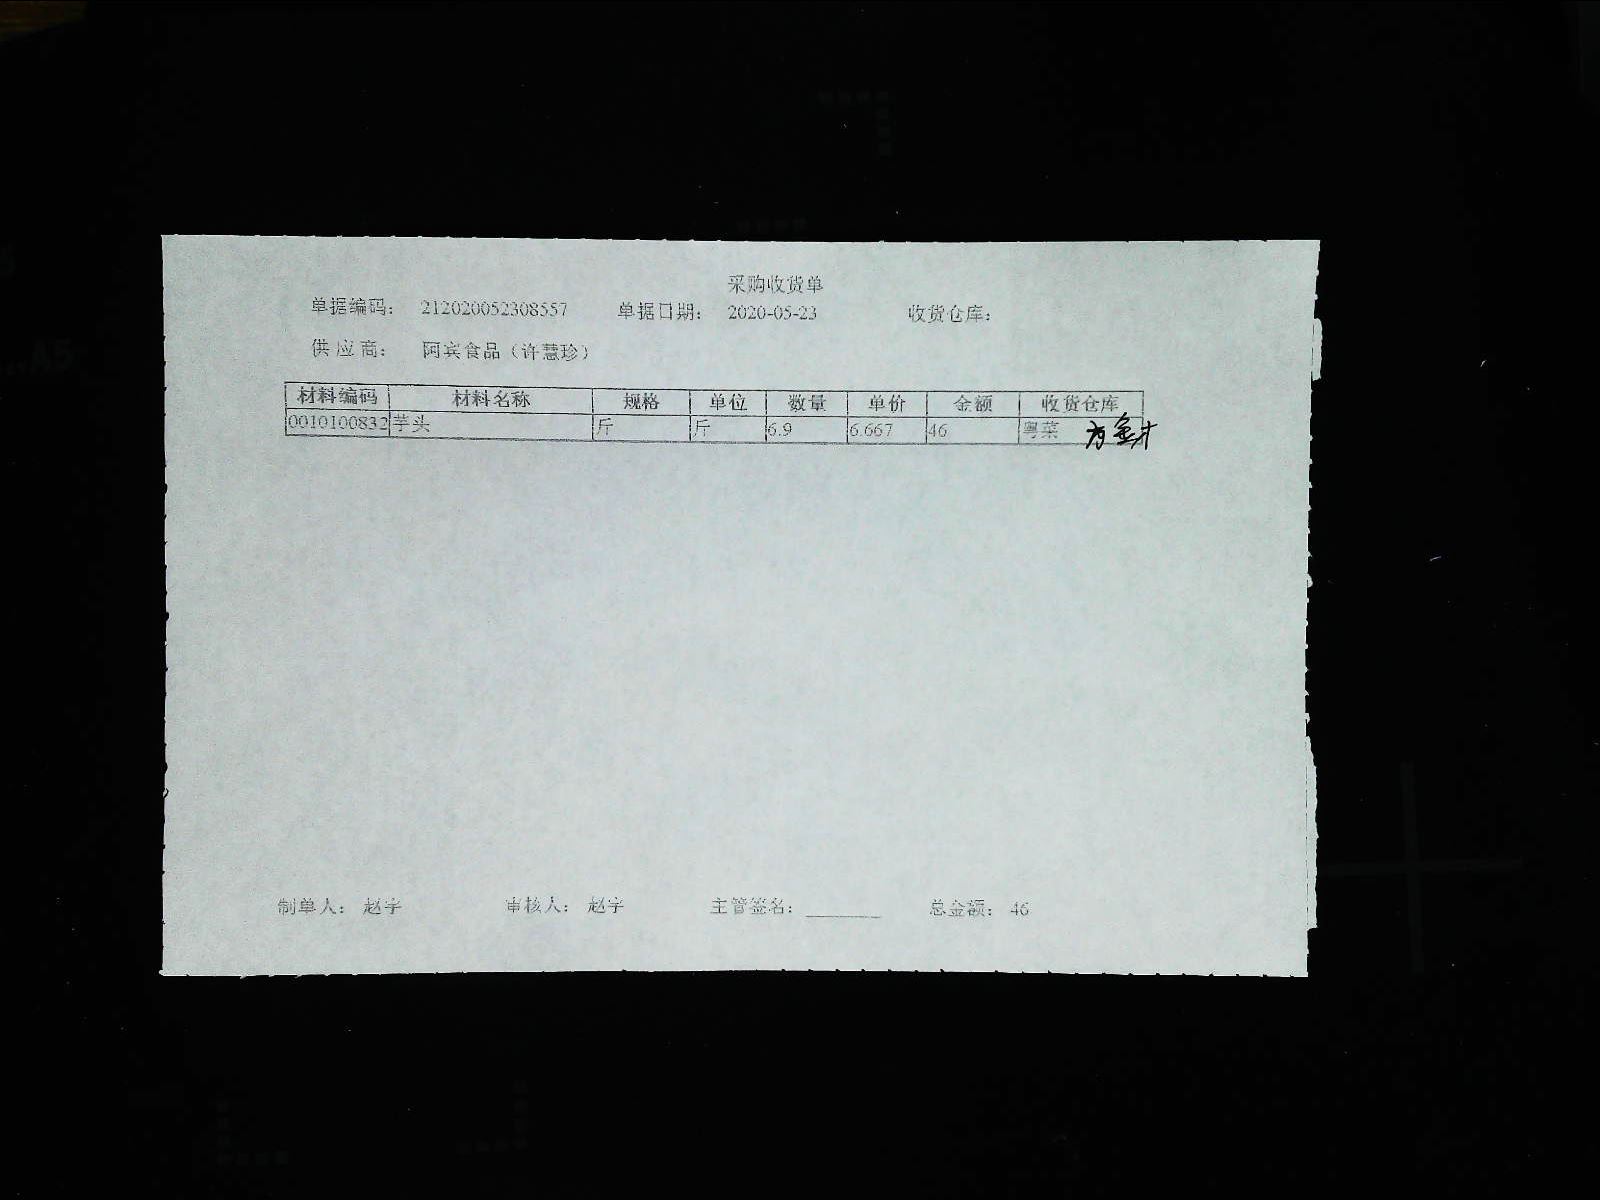 采购收货单
单据编码： 212020052308557 单据日期： 2020-05-23 收货仓库：
供应商： 阿宾食品（许慧珍）
材料编码 材料名称 规格 单位 数量 单价 金额 收货仓库
0010100832 芋头 斤 斤 6.9 6.667 46 粤菜
制单人： 赵宇 审核人： 赵宇 主管签名： 总金额： 46